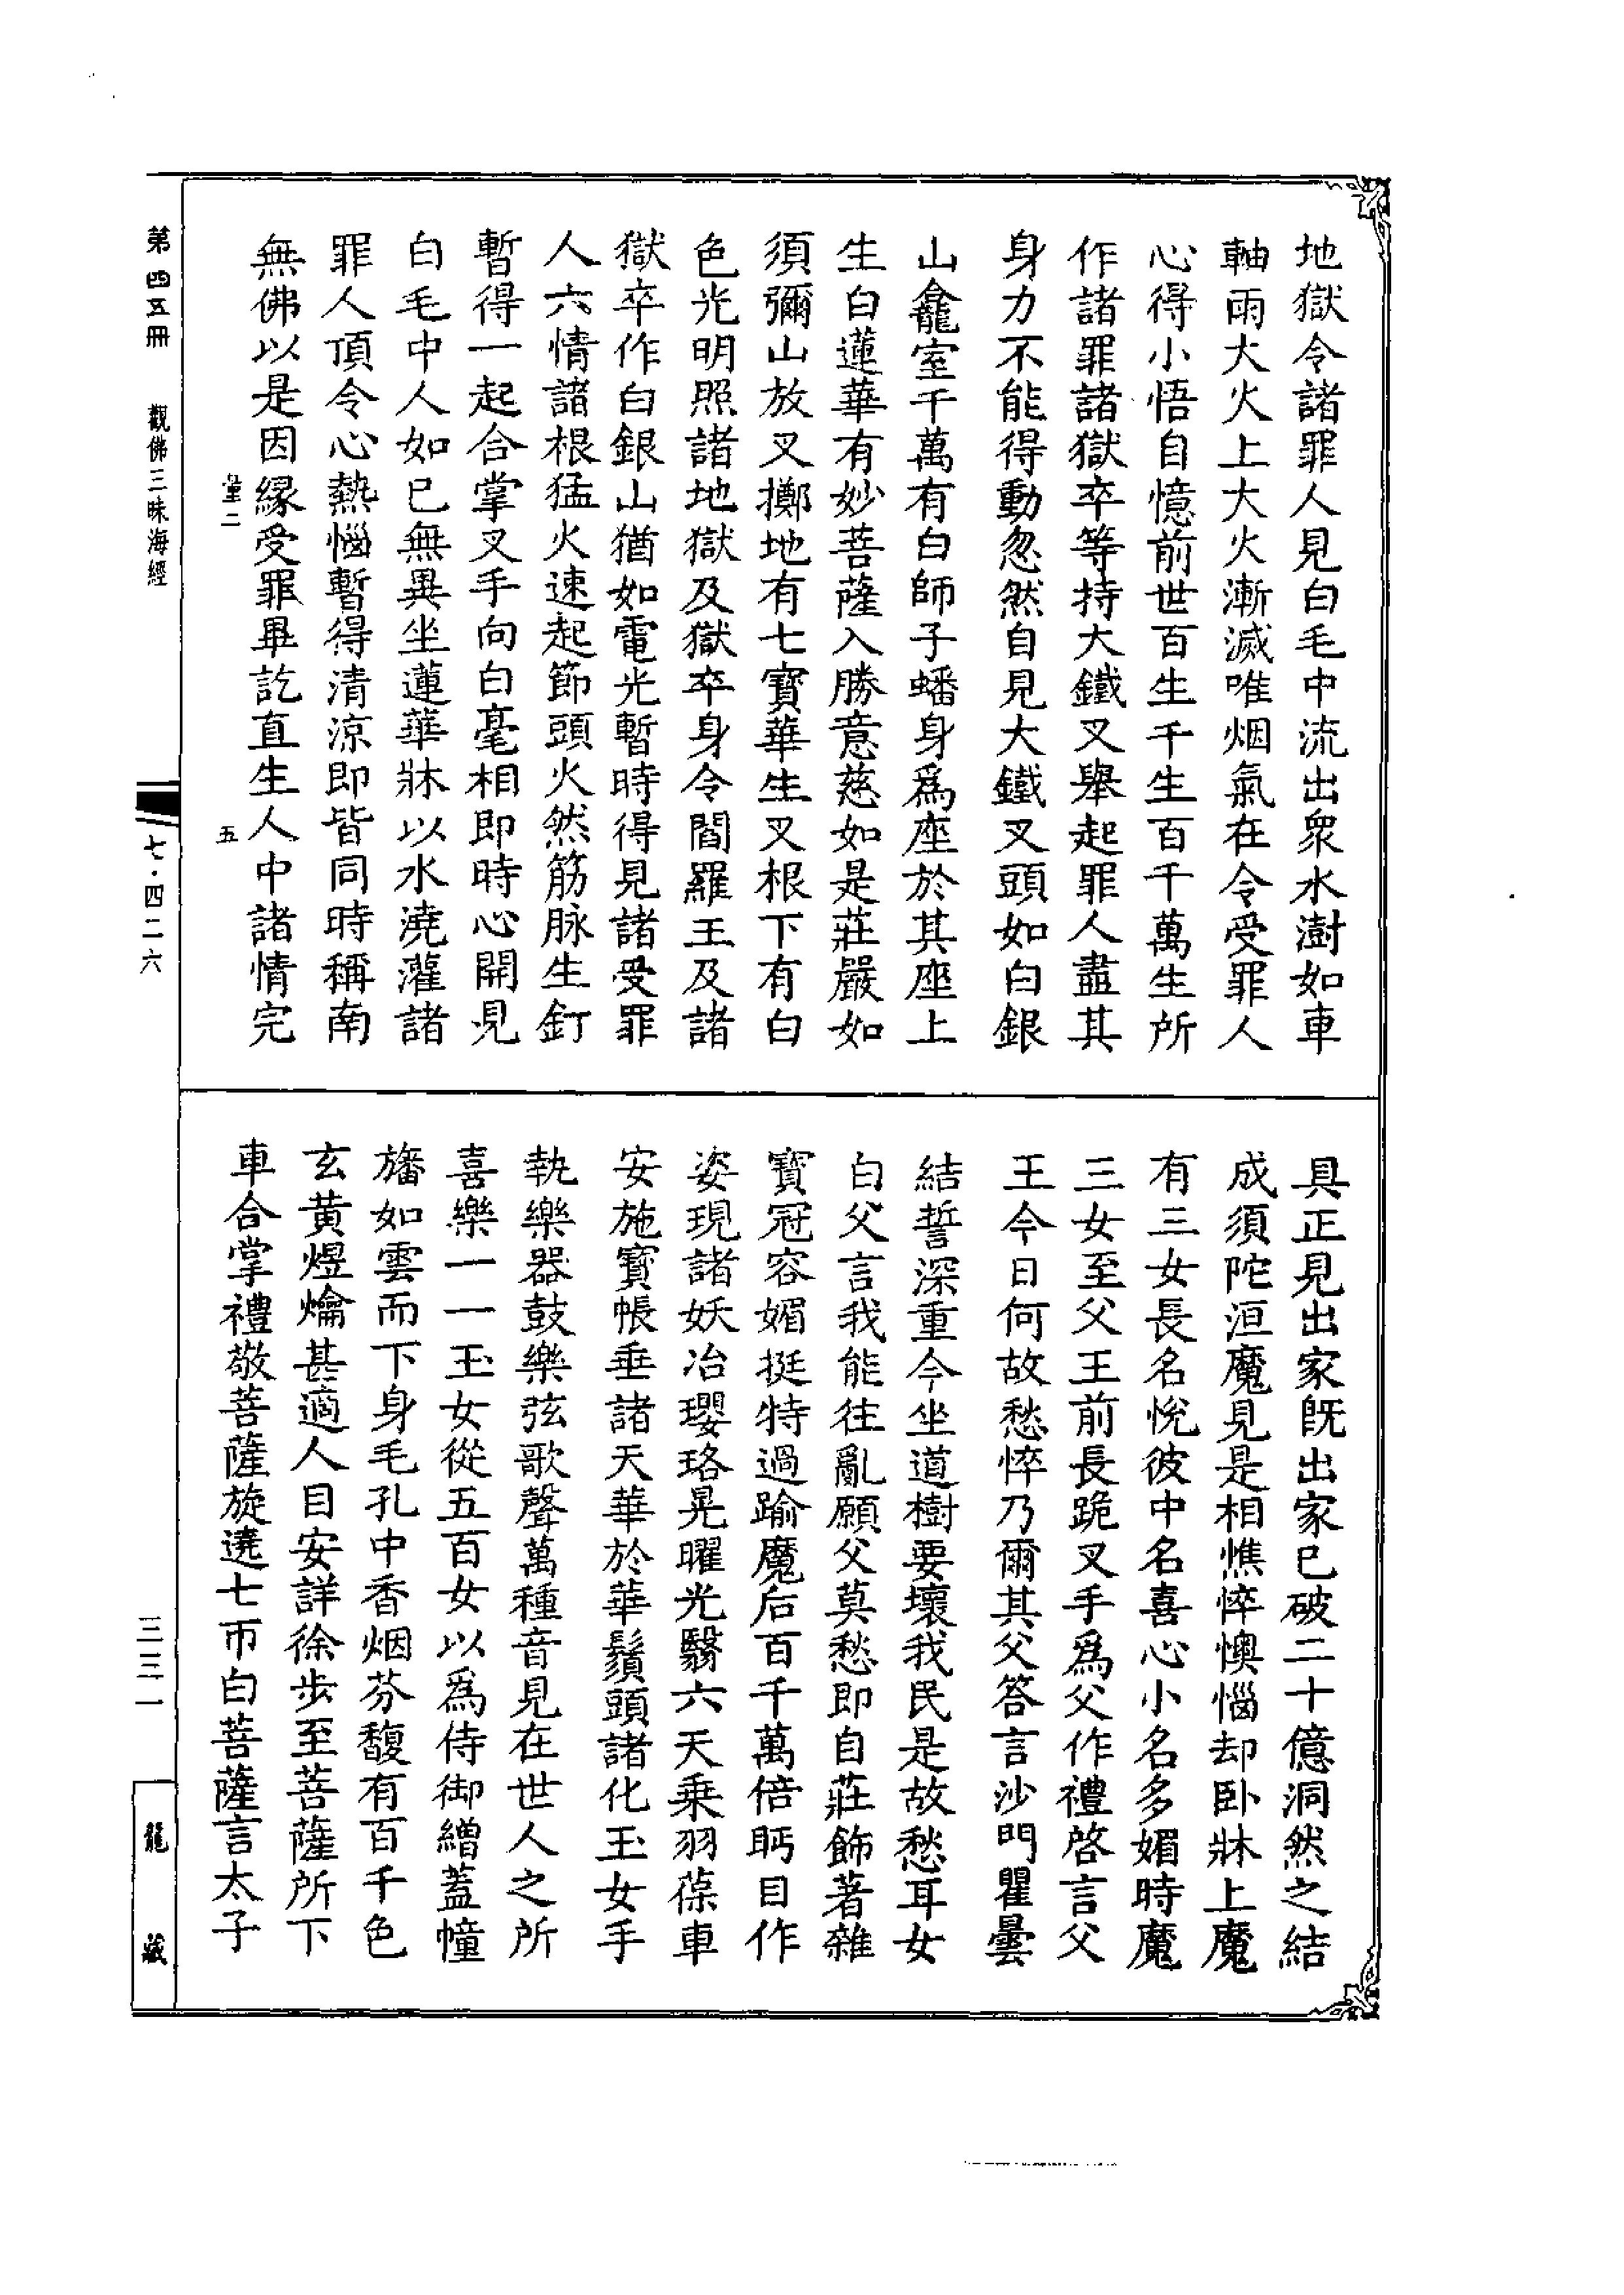 地獄令諸罪人見白毛中流出衆水澍如車
軸雨大火上大火漸滅唯烟氣在令受罪人
心得小悟自憶前世百生千生百千萬生所
作諸罪諸獄卒等持大鐵叉舉起罪人盡其
身力不能得動忽然自見大鐵叉頭如白銀
山龕室千萬有白師子蟠身爲座於其座上
生白蓮華有妙菩薩入勝意慈如是莊嚴如
須彌山放叉擲地有七寶華生叉根下有白
色光明照諸地獄及獄卒身令閻羅王及諸
獄卒作白銀山猶如電光暫時得見諸受罪
人六情諸根猛火速起節頭火然筋脉生釘
暫得一起合掌叉手向白毫相即時心開見
白毛中人如已無異坐蓮華牀以水澆灌諸
罪人頂令心熱惱暫得清涼即皆同時稱南
無佛以是因縁受罪畢訖直生人中諸情完
具正見出家旣出家已破二十億洞然之結
成須陀洹魔見是相憔悴懊惱却卧牀上魔
有三女長名悅彼中名喜心小名多媚時魔
三女至父王前長跪叉手爲父作禮啓言父
王今日何故愁悴乃爾其父答言沙門瞿曇
結誓深重今坐道樹要壞我民是故愁耳女
白父言我能往亂願父莫愁即自莊飾著雜
寶冠容媚挺特過踰魔后百千萬倍眄目作
姿現諸妖冶瓔珞晃曜光翳六天乗羽葆車
安施寶帳垂諸天華於華鬚頭諸化玉女手
執樂器鼓樂弦歌聲萬種音見在世人之所
喜樂一一玉女從五百女以爲侍御繒蓋幢
旛如雲而下身毛孔中香烟芬馥有百千色
玄黄煜爚甚適人目安詳徐步至菩薩所下
車合掌禮敬菩薩旋遶七帀白菩薩言太子
量二
五
第四五冊 觀佛三昧海經
七·四二六
三三一
龍藏